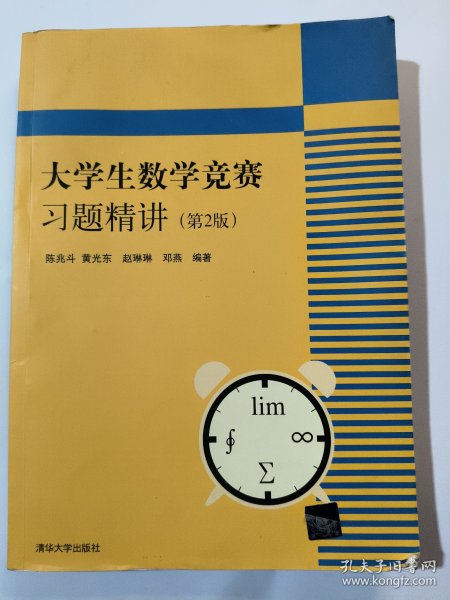 大学生数学竞赛
习题精讲（第2版）
陈兆斗 黄光东 赵琳琳 邓燕 编著
lim
∮ ∞
Σ
清华大学出版社
孔夫子旧书网
www.kongfz.com